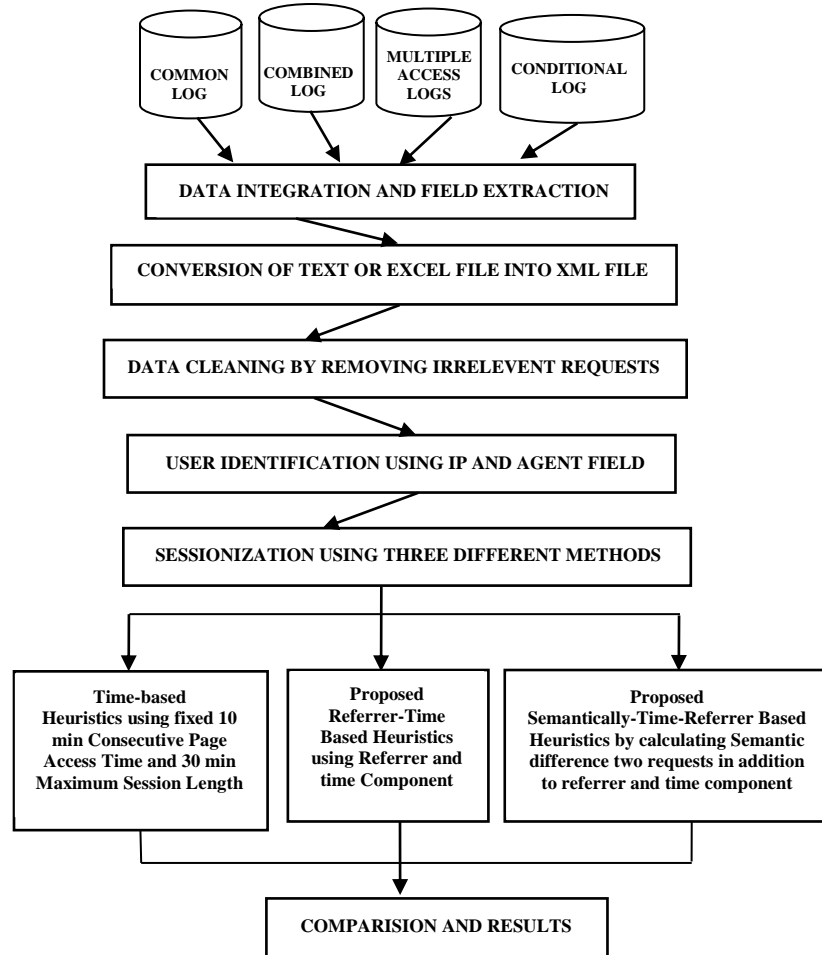 COMMON
LOG
COMBINED
LOG
MULTIPLE
ACCESS
LOGS
CONDITIONAL
LOG
DATA INTEGRATION AND FIELD EXTRACTION
CONVERSION OF TEXT OR EXCEL FILE INTO XML FILE
DATA CLEANING BY REMOVING IRRELEVENT REQUESTS
USER IDENTIFICATION USING IP AND AGENT FIELD
SESSIONIZATION USING THREE DIFFERENT METHODS
Time-based
Heuristics using fixed 10
min Consecutive Page
Access Time and 30 min
Maximum Session Length
Proposed
Referrer-Time
Based Heuristics
using Referrer and
time Component
Proposed
Semantically-Time-Referrer Based
Heuristics by calculating Semantic
difference two requests in addition
to referrer and time component
COMPARISION AND RESULTS